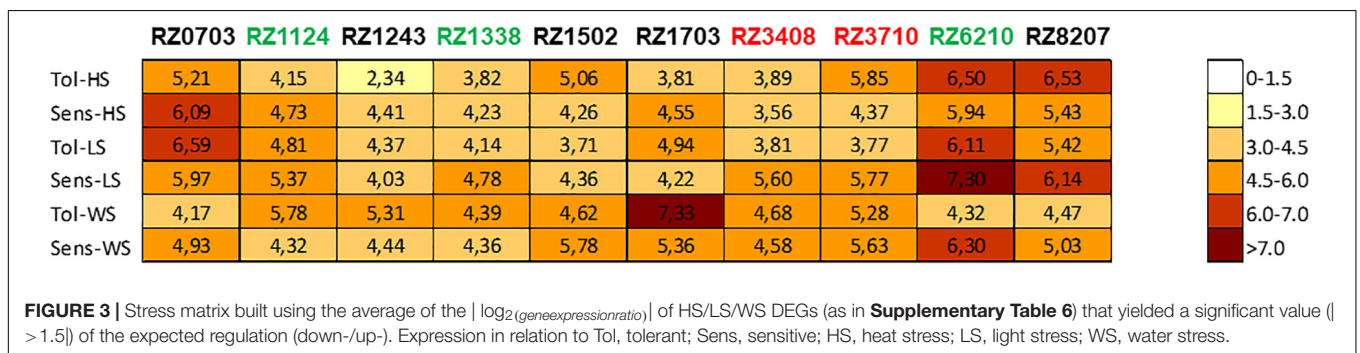 RZ0703 RZ1124 RZ1243 RZ1338 RZ1502 RZ1703 RZ3408 RZ3710 RZ6210 RZ8207
Tol-HS 5,21 4,15 2,34 3,82 5,06 3,81 3,89 5,85 6,50 6,53 0-1.5
Sens-HS 6,09 4,73 4,41 4,23 4,26 4,55 3,56 4,37 5,94 5,43 1.5-3.0
Tol-LS 6,59 4,81 4,37 4,14 3,71 4,94 3,81 3,77 6,11 5,42 3.0-4.5
Sens-LS 5,97 5,37 4,03 4,78 4,36 4,22 5,60 5,77 7,30 6,14 4.5-6.0
Tol-WS 4,17 5,78 5,31 4,39 4,62 7,33 4,68 5,28 4,32 4,47 6.0-7.0
Sens-WS 4,93 4,32 4,44 4,36 5,78 5,36 4,58 5,63 6,30 5,03 >7.0
FIGURE 3 | Stress matrix built using the average of the | log2(geneexpressionratio)| of HS/LS/WS DEGs (as in Supplementary Table 6) that yielded a significant value (|
>1.5|) of the expected regulation (down-/up-). Expression in relation to Tol, tolerant; Sens, sensitive; HS, heat stress; LS, light stress; WS, water stress.